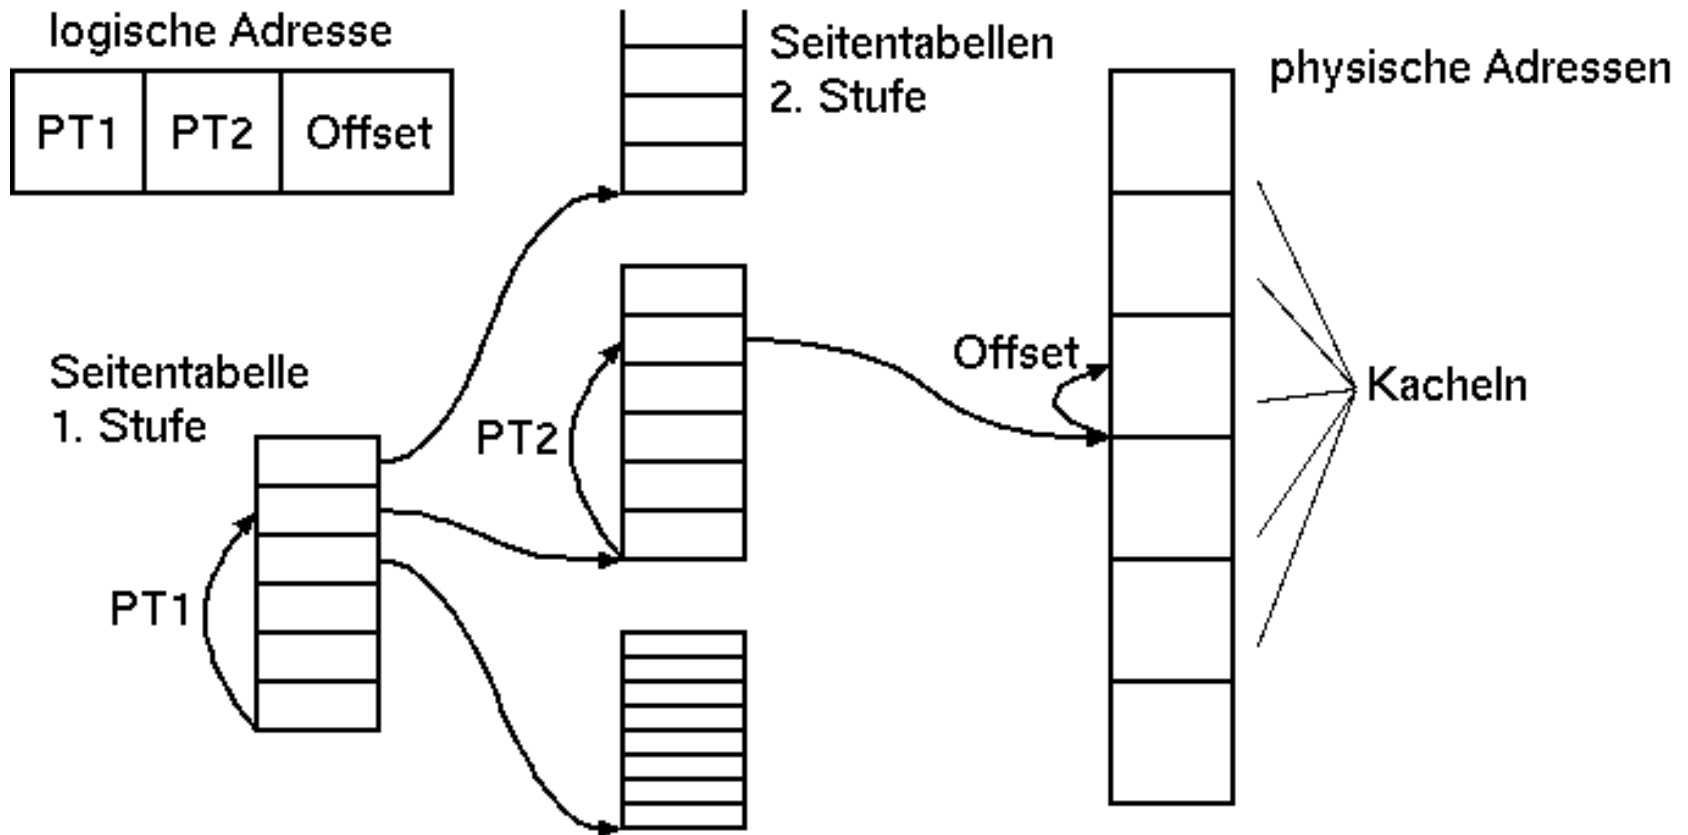 logische Adresse
PT1 PT2 Offset
Seitentabellen
2. Stufe
physische Adressen
Seitentabelle
1. Stufe
PT1
PT2
Offset
Kacheln